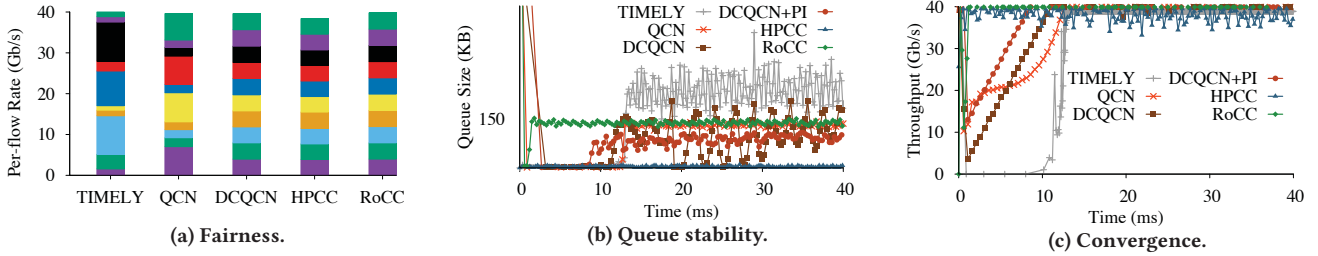 Per-flow Rate (Gb/s)
40
30
20
10
0
TIMELY QCN DCQCN HPCC RoCC
(a) Fairness.
Queue Size (KB)
150
TIMELY DCQCN+PI
QCN HPCC
DCQCN RoCC
0 10 20 30 40
Time (ms)
(b) Queue stability.
Throughput (Gb/s)
40
30
20
10
0
TIMELY DCQCN+PI
QCN HPCC
DCQCN RoCC
0 10 20 30 40
Time (ms)
(c) Convergence.